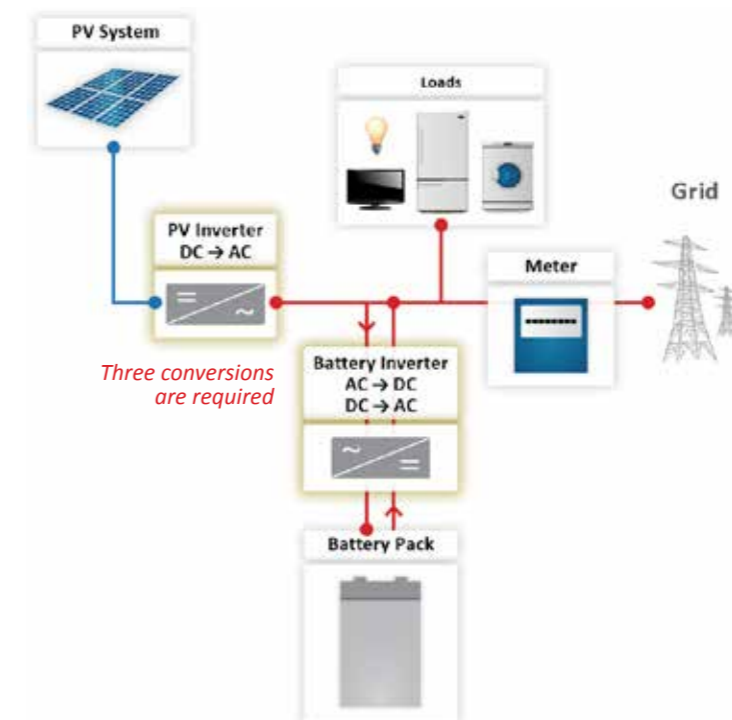 PV System
Loads
Grid
PV Inverter
DC → AC
Meter
Three conversions
are required
Battery Inverter
AC → DC
DC → AC
Battery Pack